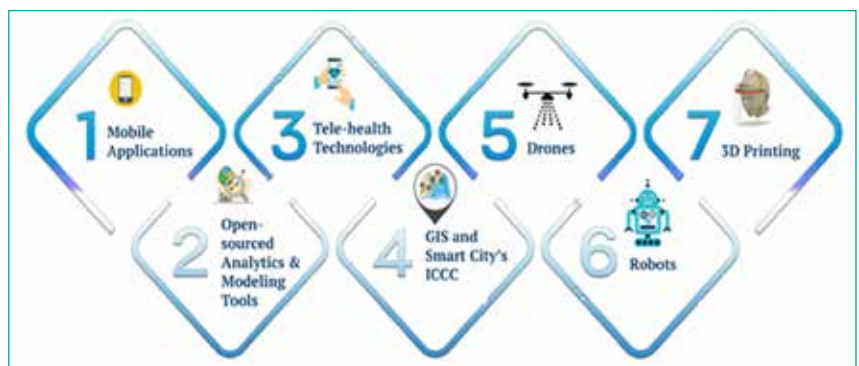 1
Mobile
Applications
2
Open-
sourced
Analytics &
Modeling
Tools
3
Tele-health
Technologies
4
GIS and
Smart City's
ICCC
5
Drones
6
Robots
7
3D Printing